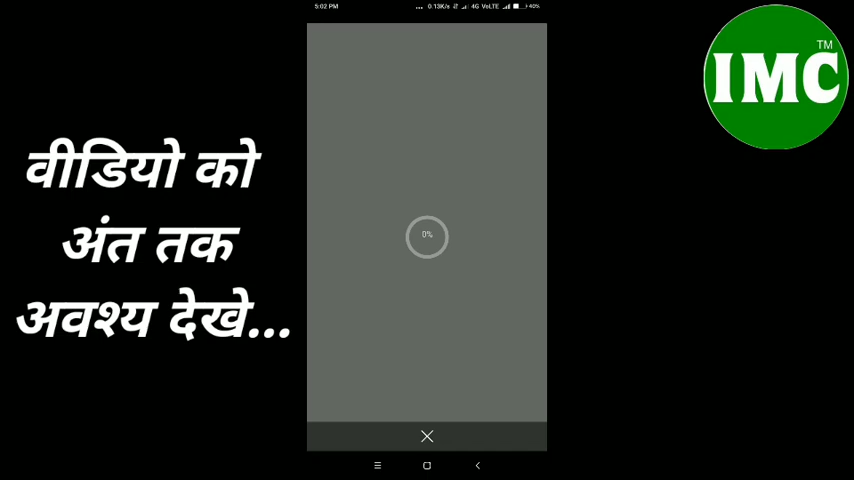 5:02 PM
... 0.13K/s 4G VoLTE 40%
IMC
TM
वीडियो को
अंत तक
अवश्य देखे...
0%